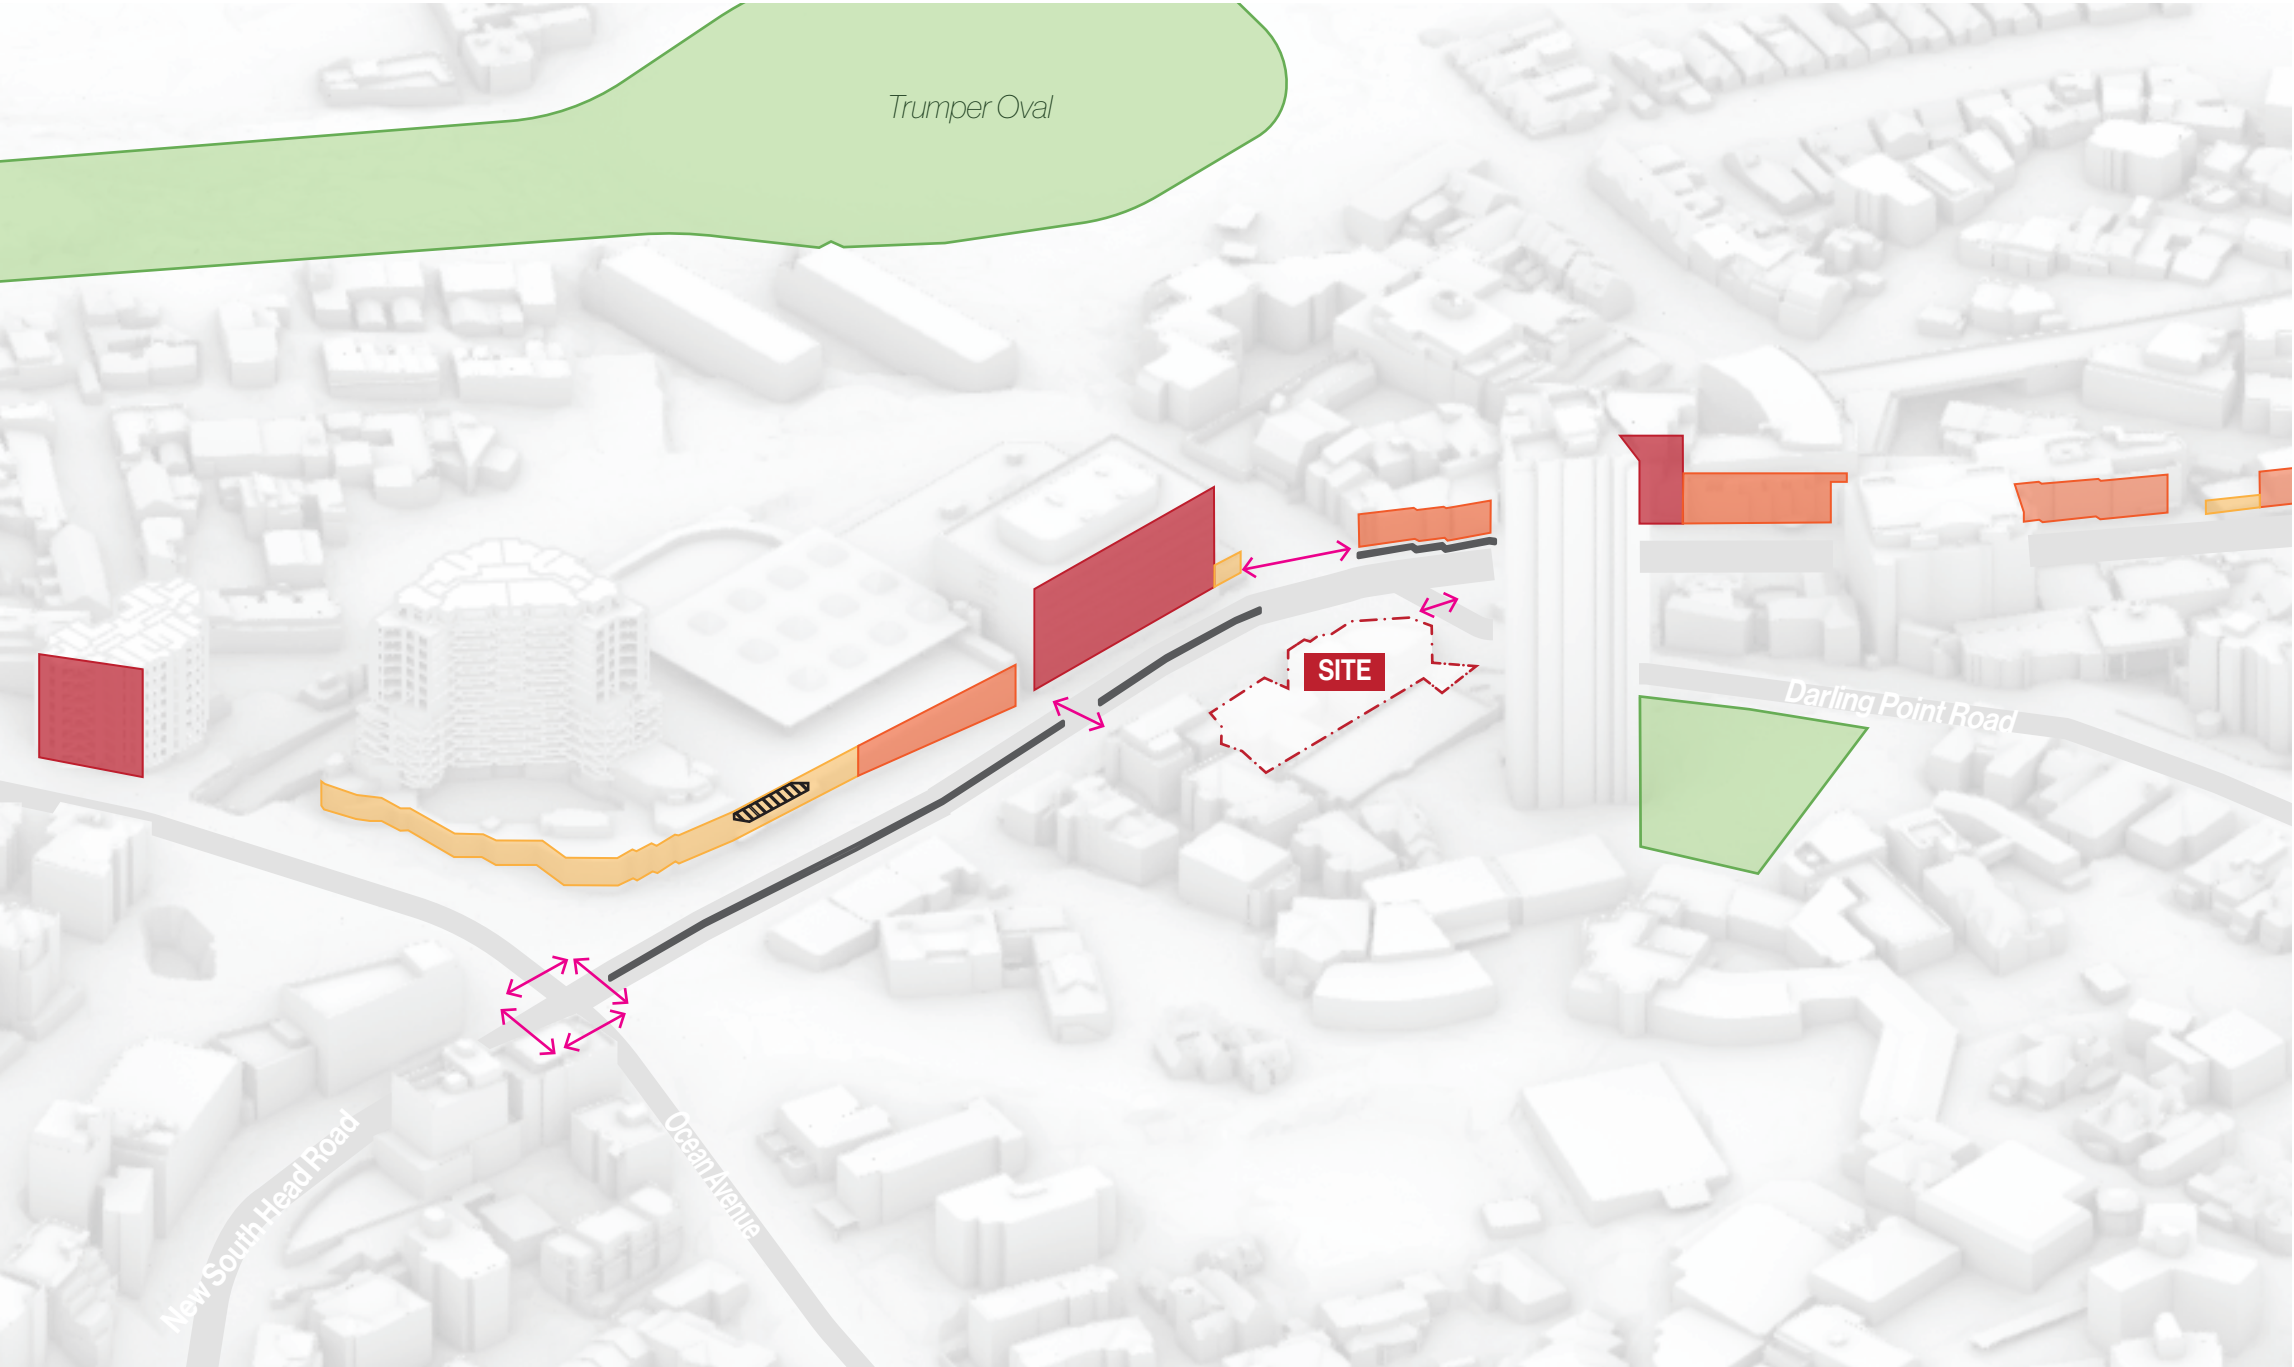 Trumper Oval
SITE
Darling Point Road
Ocean Avenue
New South Head Road